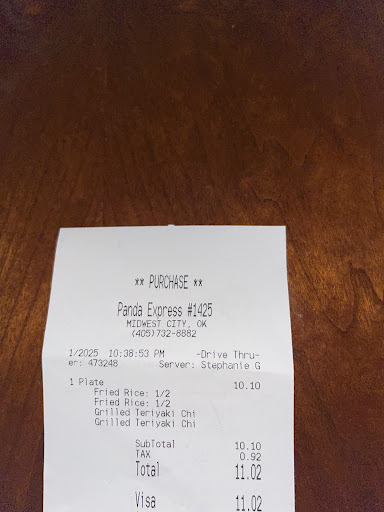 ** PURCHASE **
Panda Express #1425
MIDWEST CITY, OK
(405)732-8882
1/2025 10:38:53 PM -Drive Thru-
er: 473248 Server: Stephanie G
1 Plate 10.10
Fried Rice: 1/2
Fried Rice: 1/2
Grilled Teriyaki Chi
Grilled Teriyaki Chi
SubTotal 10.10
TAX 0.92
Total 11.02
Visa 11.02